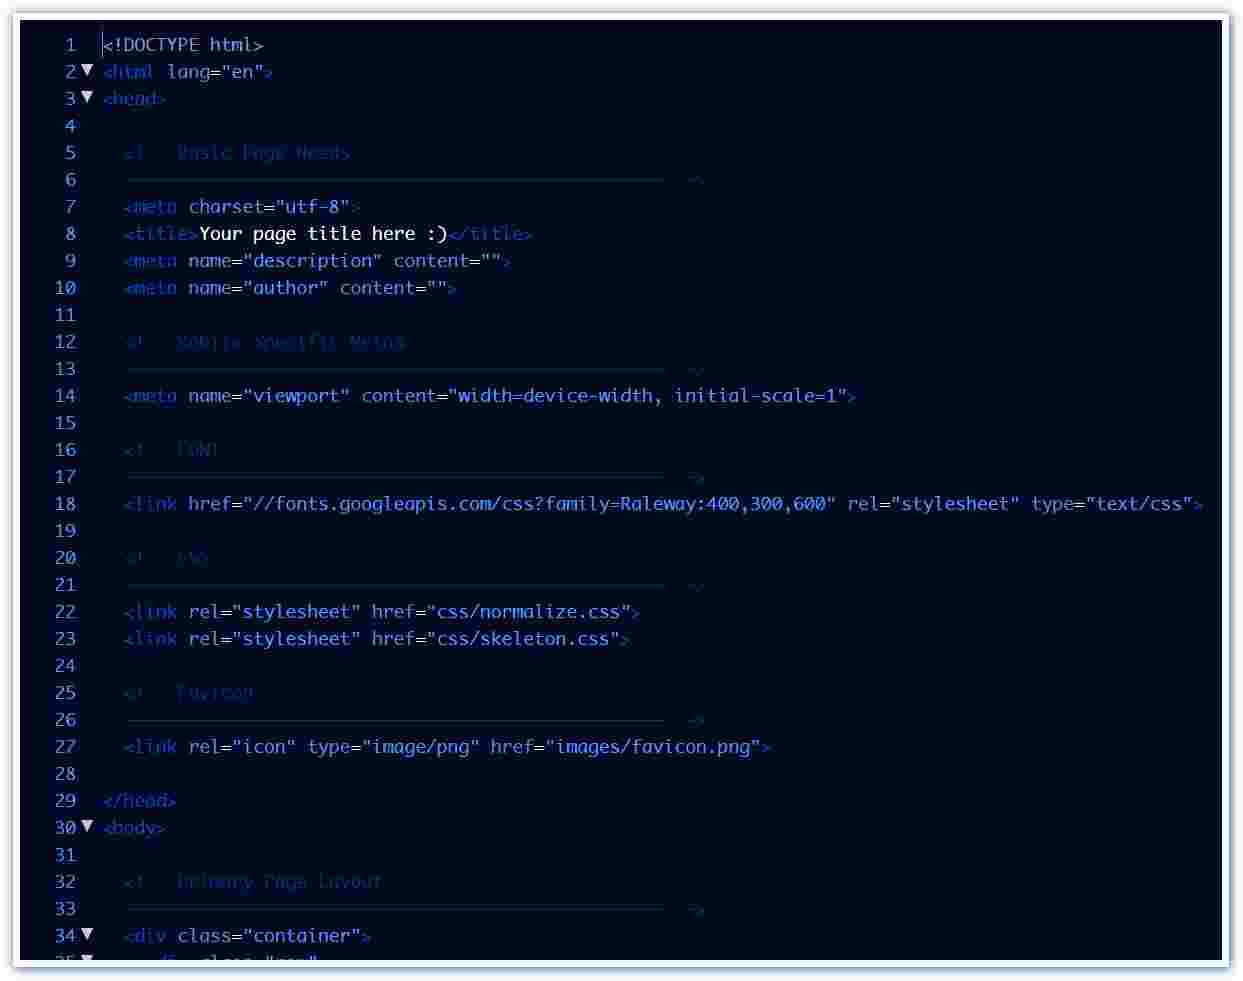 1 <!DOCTYPE html>
2 <html lang="en">
3 <head>
4
5 <!-- Basic Page Needs
6
7 <meta charset="utf-8">
8 <title>Your page title here :)</title>
9 <meta name="description" content="">
10 <meta name="author" content="">
11
12 <!-- Mobile Specific Metas
13
14 <meta name="viewport" content="width=device-width, initial-scale=1">
15
16 <!-- FONT
17
18 <link href="//fonts.googleapis.com/css?family=Raleway:400,300,600" rel="stylesheet" type="text/css">
19
20 <!-- CSS
21
22 <link rel="stylesheet" href="css/normalize.css">
23 <link rel="stylesheet" href="css/skeleton.css">
24
25 <!-- Favicon
26
27 <link rel="icon" type="image/png" href="images/favicon.png">
28
29 </head>
30 <body>
31
32 <!-- Primary Page Layout
33
34 <div class="container">